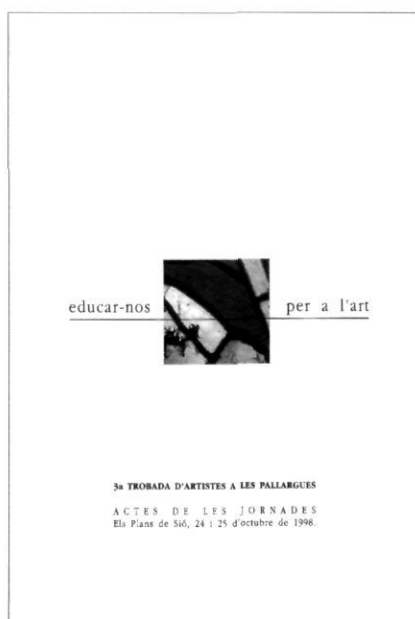 educar-nos per a l'art
3a TROBADA D'ARTISTES A LES PALLARGUES
ACTES DE LES JORNADES
Els Plans de Sió, 24 i 25 d'octubre de 1998.